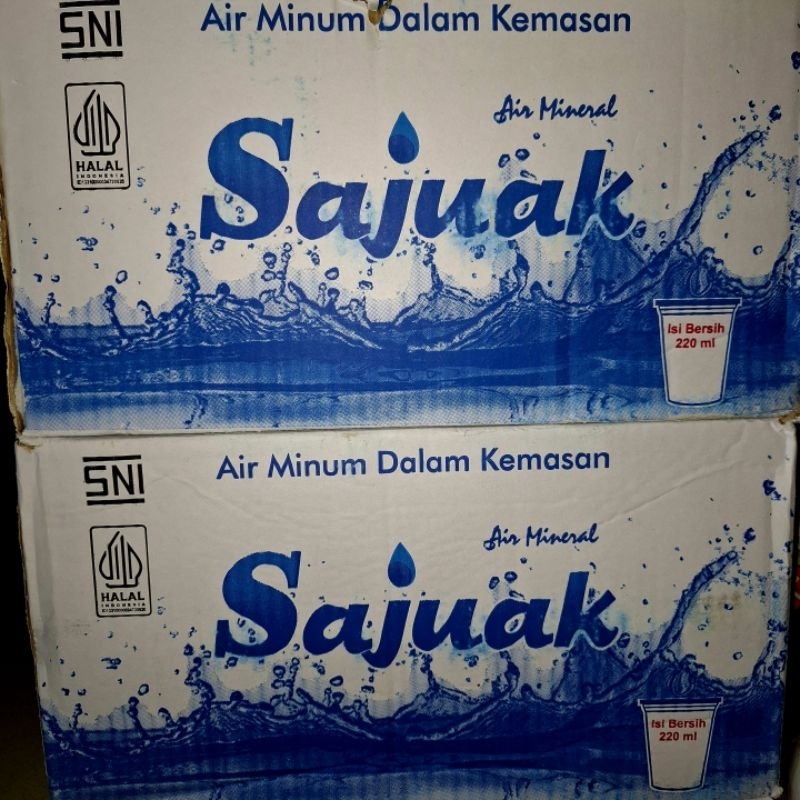 SNI
Air Minum Dalam Kemasan
HALAL
INDONESIA
Air Mineral
Sajuak
Isi Bersih
220 ml
SNI
Air Minum Dalam Kemasan
HALAL
INDONESIA
Air Mineral
Sajuak
Isi Bersih
220 ml